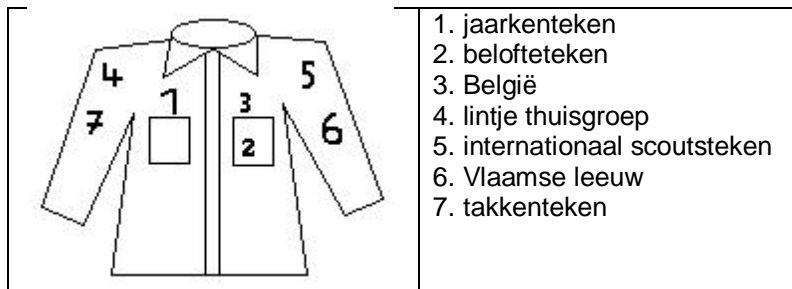 4
5
1
3
7
6
2
1. jaarkenteken
2. belofteteken
3. België
4. lintje thuisgroep
5. internationaal scoutsteken
6. Vlaamse leeuw
7. takkenteken